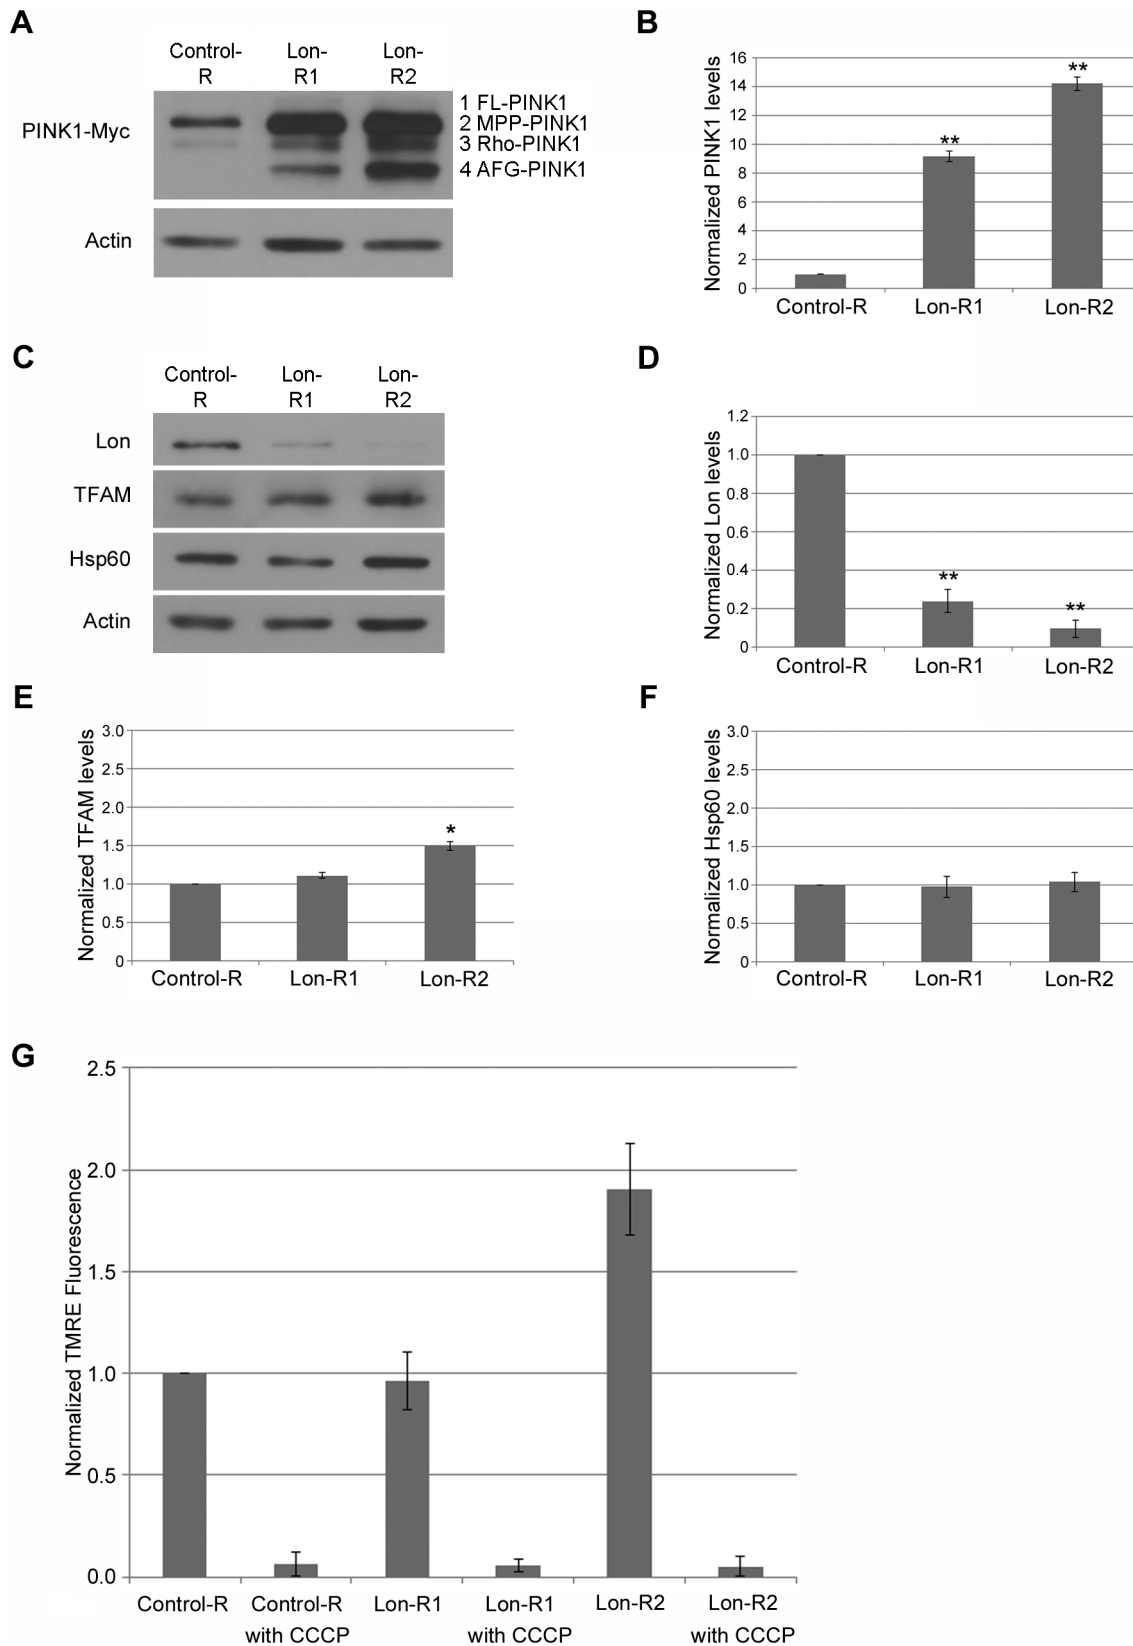 A
Control-
R
Lon-
R1
Lon-
R2
PINK1-Myc
1 FL-PINK1
2 MPP-PINK1
3 Rho-PINK1
4 AFG-PINK1
Actin
B
Normalized PINK1 levels
16
14
12
10
8
6
4
2
0
**
**
Control-R
Lon-R1
Lon-R2
C
Control-
R
Lon-
R1
Lon-
R2
Lon
TFAM
Hsp60
Actin
D
Normalized Lon levels
1.2
1.0
0.8
0.6
0.4
0.2
0
**
**
Control-R
Lon-R1
Lon-R2
E
Normalized TFAM levels
3.0
2.5
2.0
1.5
1.0
0.5
0
*
Control-R
Lon-R1
Lon-R2
F
Normalized Hsp60 levels
3.0
2.5
2.0
1.5
1.0
0.5
0
Control-R
Lon-R1
Lon-R2
G
Normalized TMRE Fluorescence
2.5
2.0
1.5
1.0
0.5
0.0
Control-R
Control-R
with CCCP
Lon-R1
Lon-R1
with CCCP
Lon-R2
Lon-R2
with CCCP